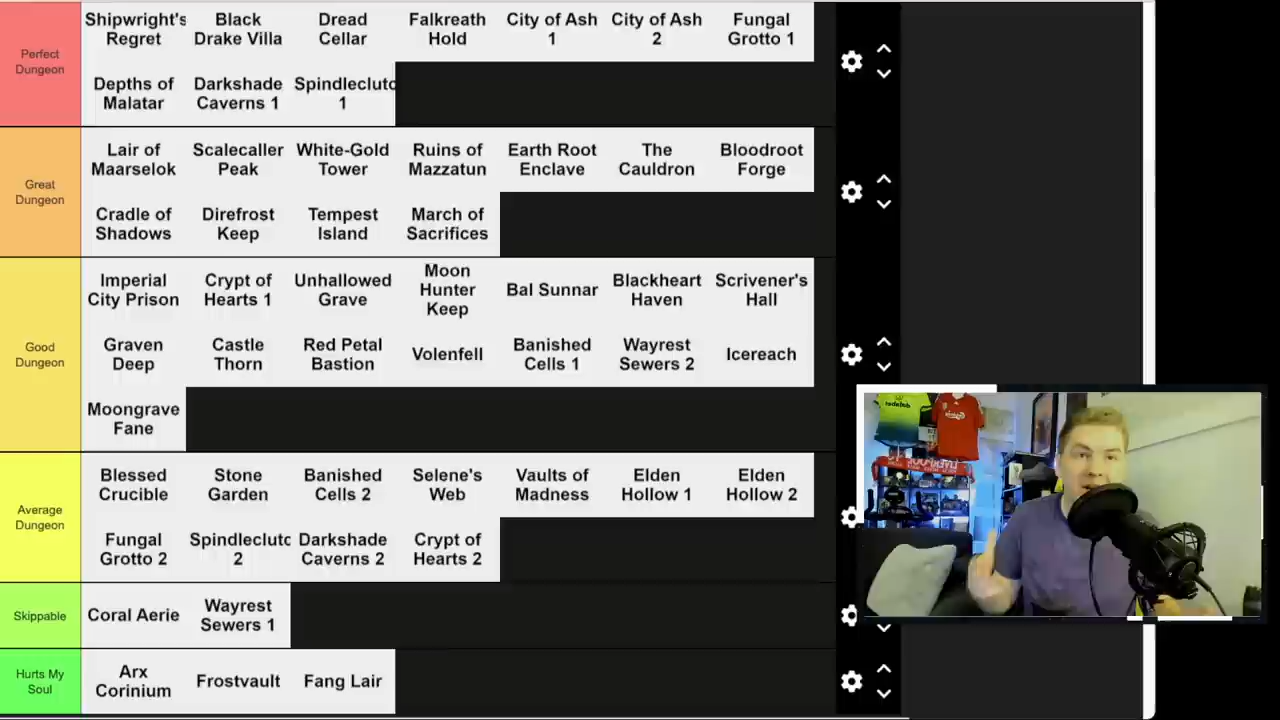 Perfect
Dungeon
Shipwright's
Regret
Black
Drake Villa
Dread
Cellar
Falkreath
Hold
City of Ash
1
City of Ash
2
Fungal
Grotto 1
Depths of
Malatar
Darkshade
Caverns 1
Spindleclutc
1
Great
Dungeon
Lair of
Maarselok
Scalecaller
Peak
White-Gold
Tower
Ruins of
Mazzatun
Earth Root
Enclave
The
Cauldron
Bloodroot
Forge
Cradle of
Shadows
Direfrost
Keep
Tempest
Island
March of
Sacrifices
Good
Dungeon
Imperial
City Prison
Crypt of
Hearts 1
Unhallowed
Grave
Moon
Hunter
Keep
Bal Sunnar
Blackheart
Haven
Scrivener's
Hall
Graven
Deep
Castle
Thorn
Red Petal
Bastion
Volenfell
Banished
Cells 1
Wayrest
Sewers 2
Icereach
Moongrave
Fane
Average
Dungeon
Blessed
Crucible
Stone
Garden
Banished
Cells 2
Selene's
Web
Vaults of
Madness
Elden
Hollow 1
Elden
Hollow 2
Fungal
Grotto 2
Spindleclutc
2
Darkshade
Caverns 2
Crypt of
Hearts 2
Skippable
Coral Aerie
Wayrest
Sewers 1
Hurts My
Soul
Arx
Corinium
Frostvault
Fang Lair